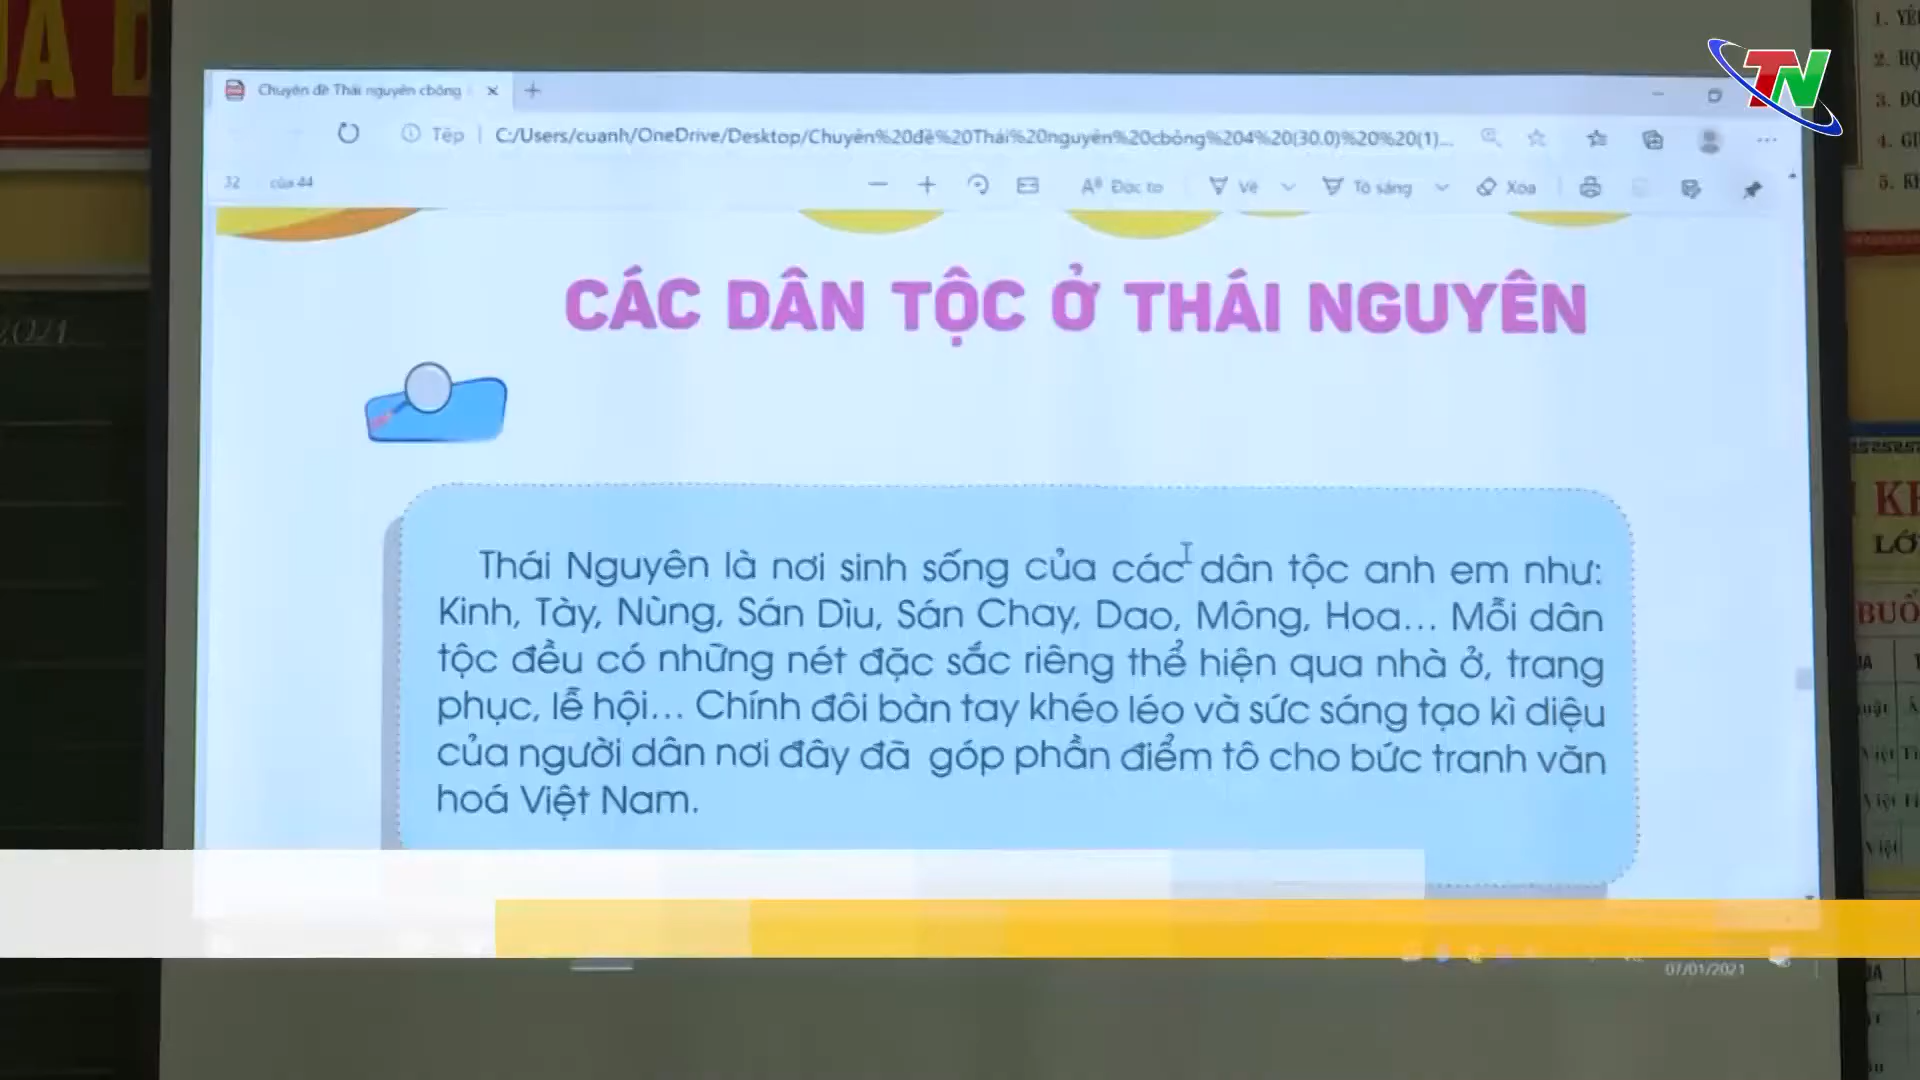 TN
Chuyên đề Thái nguyên cbông
Tệp
C:/Users/cuanh/OneDrive/Desktop/Chuyên%20đề%20Thái%20nguyên%20cbông%204%20(30.0)%20%20(1)...
32 của 44
Đọc to
Vẽ
Tô sáng
Xóa
CÁC DÂN TỘC Ở THÁI NGUYÊN
Thái Nguyên là nơi sinh sống của các dân tộc anh em như:
Kinh, Tày, Nùng, Sán Dìu, Sán Chay, Dao, Mông, Hoa... Mỗi dân
tộc đều có những nét đặc sắc riêng thể hiện qua nhà ở, trang
phục, lễ hội... Chính đôi bàn tay khéo léo và sức sáng tạo kì diệu
của người dân nơi đây đã góp phần điểm tô cho bức tranh văn
hoá Việt Nam.
07/01/2021
2021